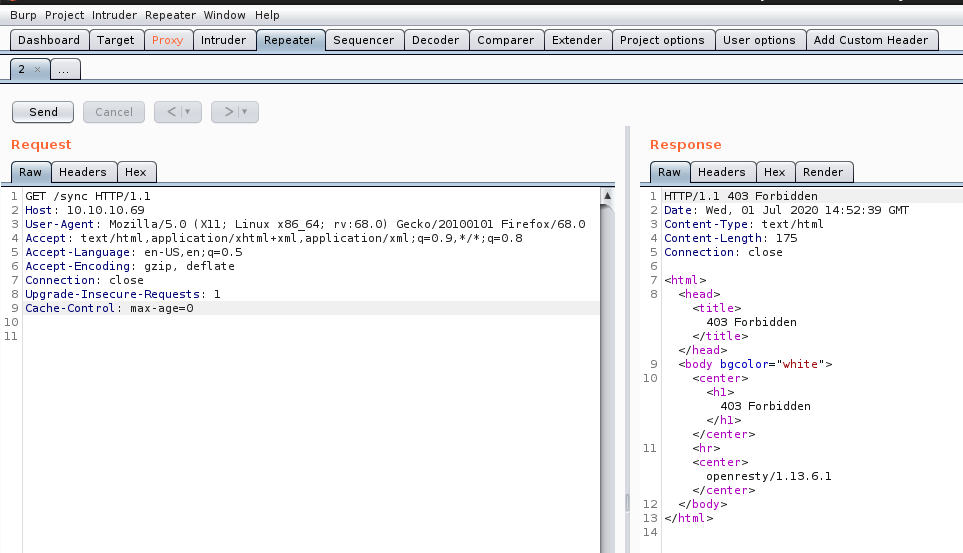 Burp Project Intruder Repeater Window Help
Dashboard Target Proxy Intruder Repeater Sequencer Decoder Comparer Extender Project options User options Add Custom Header
2 × ...
Send Cancel < > 
Request
Raw Headers Hex
1 GET /sync HTTP/1.1
2 Host: 10.10.10.69
3 User-Agent: Mozilla/5.0 (X11; Linux x86_64; rv:68.0) Gecko/20100101 Firefox/68.0
4 Accept: text/html,application/xhtml+xml,application/xml;q=0.9,*/*;q=0.8
5 Accept-Language: en-US,en;q=0.5
6 Accept-Encoding: gzip, deflate
7 Connection: close
8 Upgrade-Insecure-Requests: 1
9 Cache-Control: max-age=0
10
11
Response
Raw Headers Hex Render
1 HTTP/1.1 403 Forbidden
2 Date: Wed, 01 Jul 2020 14:52:39 GMT
3 Content-Type: text/html
4 Content-Length: 175
5 Connection: close
6
7 <html>
8 <head>
<title>
403 Forbidden
</title>
</head>
9 <body bgcolor="white">
10 <center>
<h1>
403 Forbidden
</h1>
</center>
11 <hr>
<center>
openresty/1.13.6.1
</center>
12 </body>
13 </html>
14